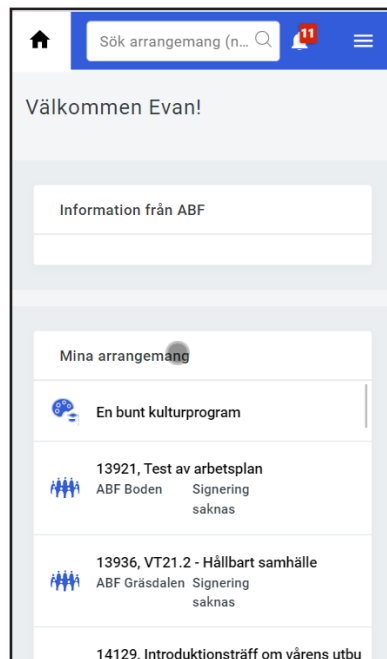 Sök arrangemang (n...
11
Välkommen Evan!
Information från ABF
Mina arrangemang
En bunt kulturprogram
13921, Test av arbetsplan
ABF Boden Signering
saknas
13936, VT21.2 - Hållbart samhälle
ABF Gräsdalen Signering
saknas
14129, Introduktionsträff om vårens utbu